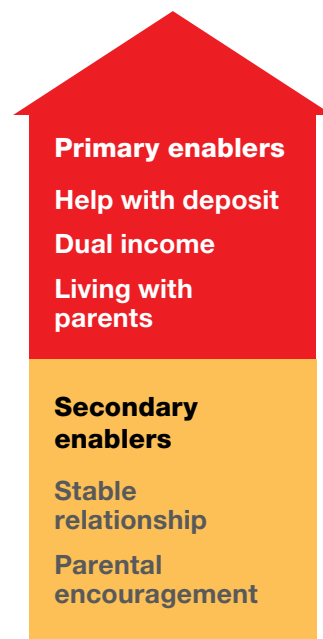 Primary enablers
Help with deposit
Dual income
Living with
parents
Secondary
enablers
Stable
relationship
Parental
encouragement